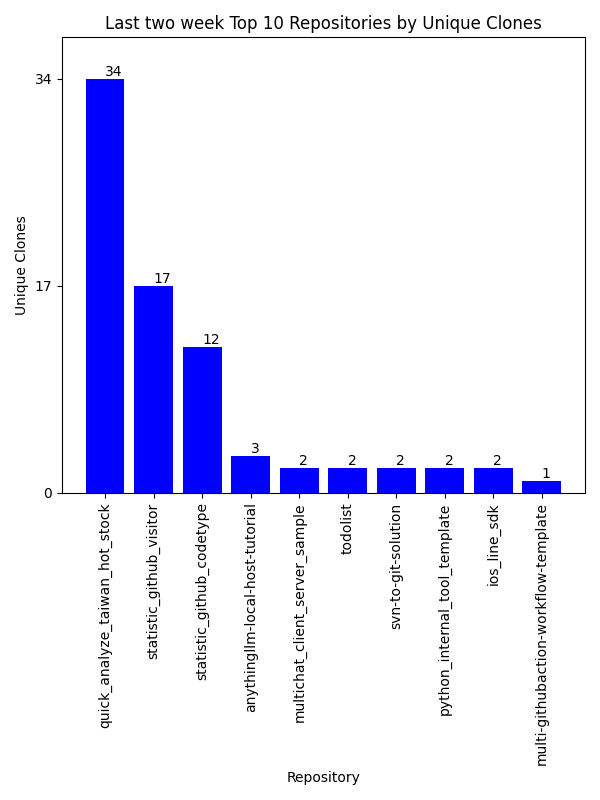 Last two week Top 10 Repositories by Unique Clones
Unique Clones
34
17
0
34
17
12
3
2
2
2
2
2
1
quick_analyze_taiwan_hot_stock
statistic_github_visitor
statistic_github_codetype
anythingllm-local-host-tutorial
multichat_client_server_sample
todolist
svn-to-git-solution
python_internal_tool_template
ios_line_sdk
multi-githubaction-workflow-template
Repository